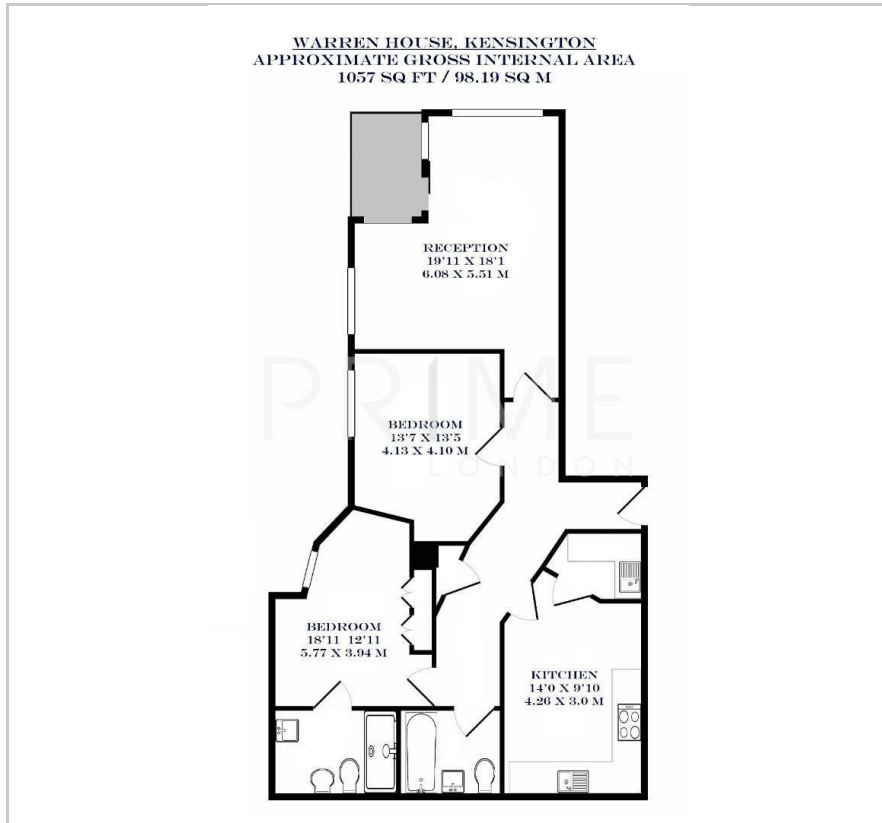 WARREN HOUSE, KENSINGTON
APPROXIMATE GROSS INTERNAL AREA
1057 SQ FT / 98.19 SQ M
RECEPTION
19'11 X 18'1
6.08 X 5.51 M
PRIME
LONDON
BEDROOM
13'7 X 13'5
4.13 X 4.10 M
BEDROOM
18'11 12'11
5.77 X 3.94 M
KITCHEN
14'0 X 9'10
4.26 X 3.0 M